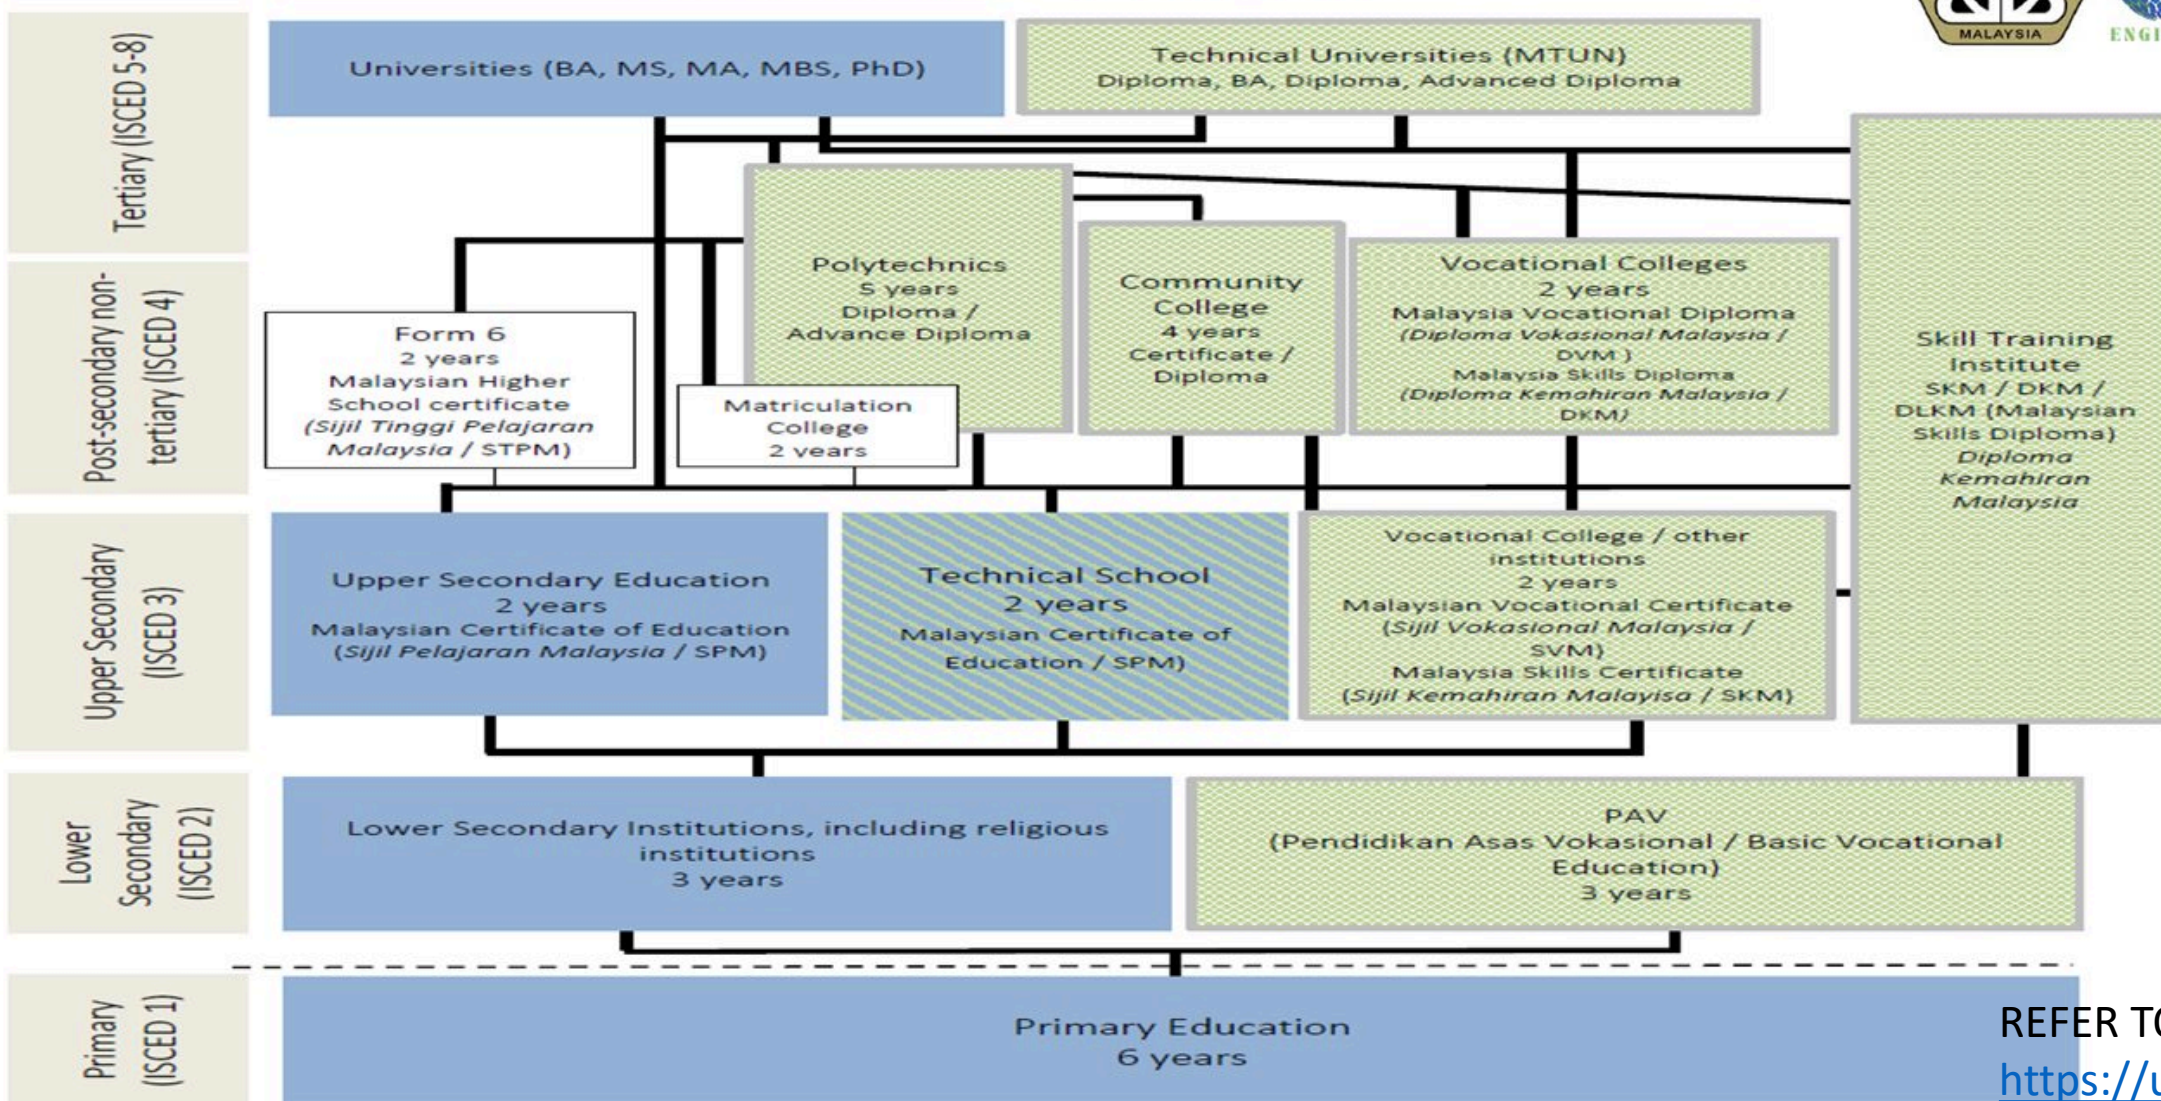 MALAYSIA
ENGI
Tertiary (ISCED 5-8)
Universities (BA, MS, MA, MBS, PhD)
Technical Universities (MTUN)
Diploma, BA, Diploma, Advanced Diploma
Post-secondary non-
tertiary (ISCED 4)
Form 6
2 years
Malaysian Higher
School certificate
(Sijil Tinggi Pelajaran
Malaysia / STPM)
Matriculation
College
2 years
Polytechnics
5 years
Diploma /
Advance Diploma
Community
College
4 years
Certificate /
Diploma
Vocational Colleges
2 years
Malaysia Vocational Diploma
(Diploma Vokasional Malaysia /
DVM )
Malaysia Skills Diploma
(Diploma Kemahiran Malaysia /
DKM)
Skill Training
Institute
SKM / DKM /
DLKM (Malaysian
Skills Diploma)
Diploma
Kemahiran
Malaysia
Upper Secondary
(ISCED 3)
Upper Secondary Education
2 years
Malaysian Certificate of Education
(Sijil Pelajaran Malaysia / SPM)
Technical School
2 years
Malaysian Certificate of
Education / SPM)
Vocational College / other
institutions
2 years
Malaysian Vocational Certificate
(Sijil Vokasional Malaysia /
SVM)
Malaysia Skills Certificate
(Sijil Kemahiran Malayisa / SKM)
Lower
Secondary
(ISCED 2)
Lower Secondary Institutions, including religious
institutions
3 years
PAV
(Pendidikan Asas Vokasional / Basic Vocational
Education)
3 years
Primary
(ISCED 1)
Primary Education
6 years
REFER TO
https://u